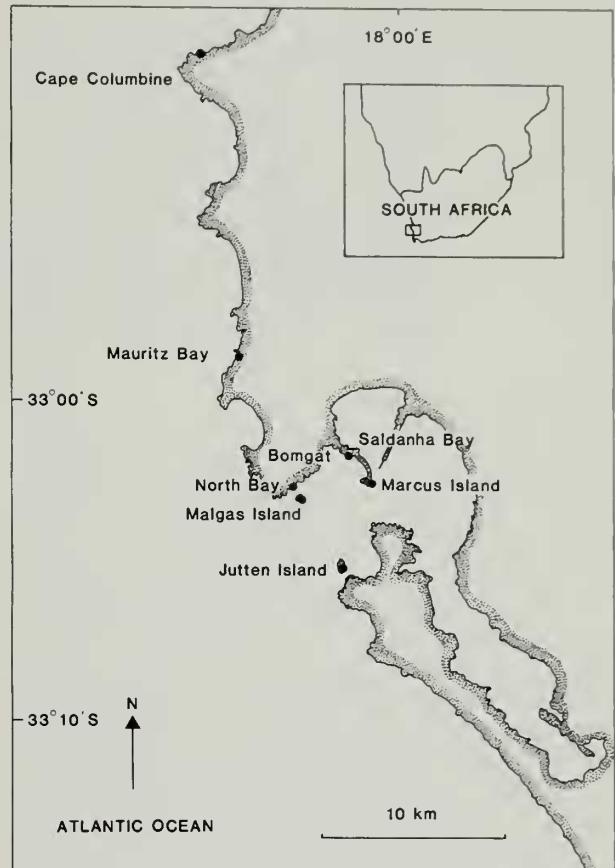 18°00'E
Cape Columbine
SOUTH AFRICA
Mauritz Bay
33°00'S
Saldanha Bay
Bomgat
North Bay
Marcus Island
Malgas Island
Jutten Island
33°10'S
N
10 km
ATLANTIC OCEAN